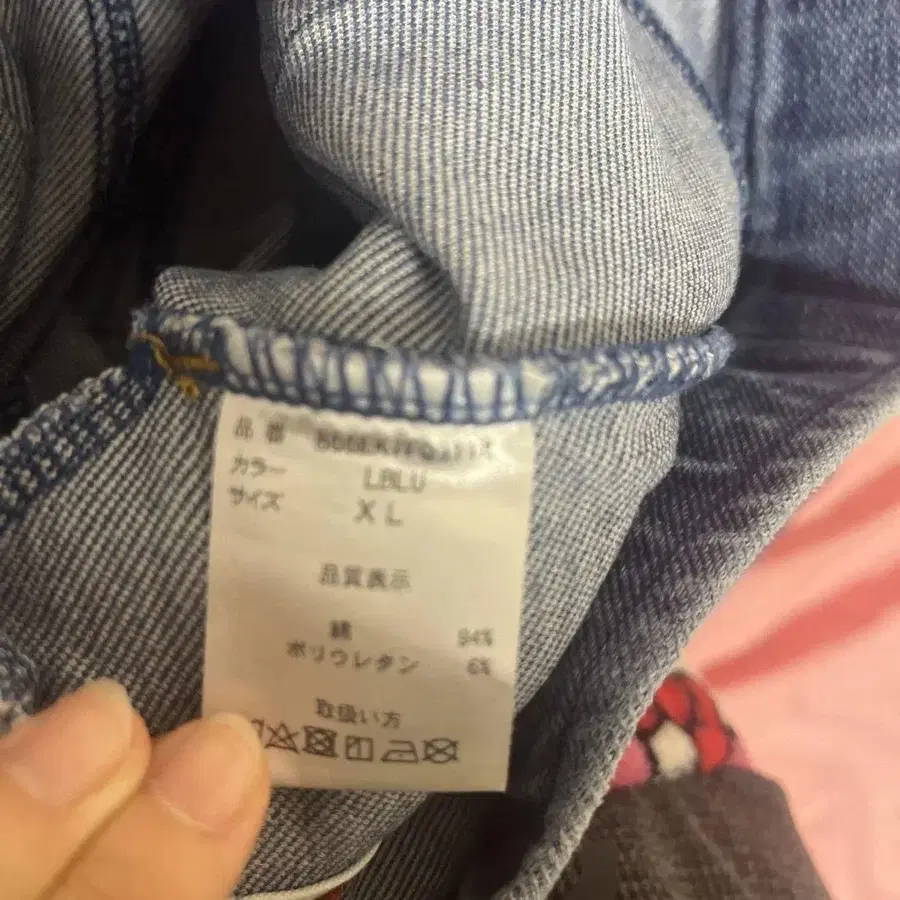 品番
カラー LBLU
サイズ XL
品質表示
綿 94%
ポリウレタン 6%
取扱い方